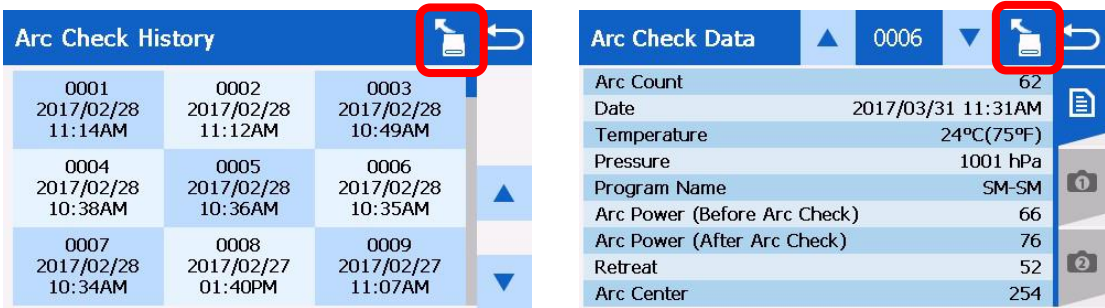 Arc Check History
0001 0002 0003
2017/02/28 2017/02/28 2017/02/28
11:14AM 11:12AM 10:49AM
0004 0005 0006
2017/02/28 2017/02/28 2017/02/28
10:38AM 10:36AM 10:35AM
0007 0008 0009
2017/02/28 2017/02/27 2017/02/27
10:34AM 01:40PM 11:07AM
Arc Check Data 0006
Arc Count 62
Date 2017/03/31 11:31AM
Temperature 24ºC(75ºF)
Pressure 1001 hPa
Program Name SM-SM
Arc Power (Before Arc Check) 66
Arc Power (After Arc Check) 76
Retreat 52
Arc Center 254
1
2